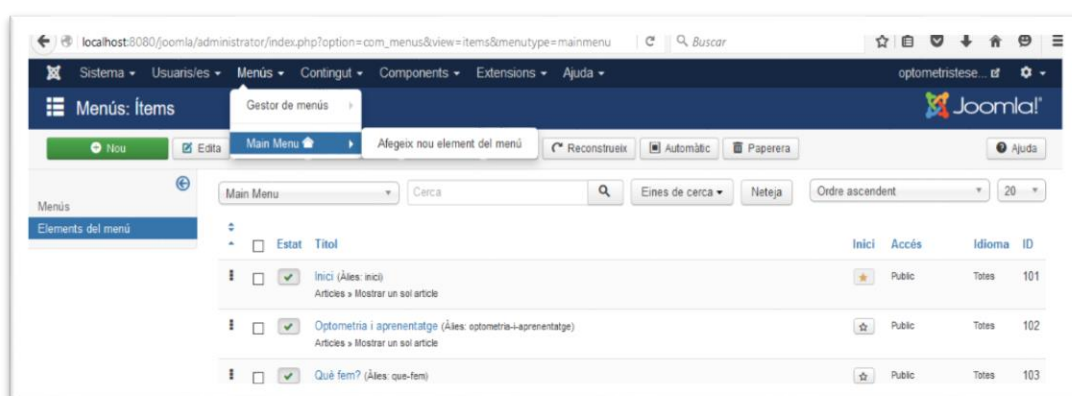 localhost:8080/joomla/administrator/index.php?option=com_menus&view=items&menutype=mainmenu Buscar
Sistema Usuaris/es Menús Contingut Components Extensions Ajuda optometristese...
Menús: Ítems Joomla!
Gestor de menús
Nou Edita Main Menu Afegeix nou element del menú Reconstrueix Automàtic Paperera Ajuda
Main Menu Cerca Eines de cerca Neteja Ordre ascendent 20
Menús
Elements del menú
Estat Títol Inici Accés Idioma ID
Inici (Àlies: inici) Public Totes 101
Articles » Mostrar un sol article
Optometria i aprenentatge (Àlies: optometria-i-aprenentatge) Public Totes 102
Articles » Mostrar un sol article
Què fem? (Àlies: que-fem) Public Totes 103